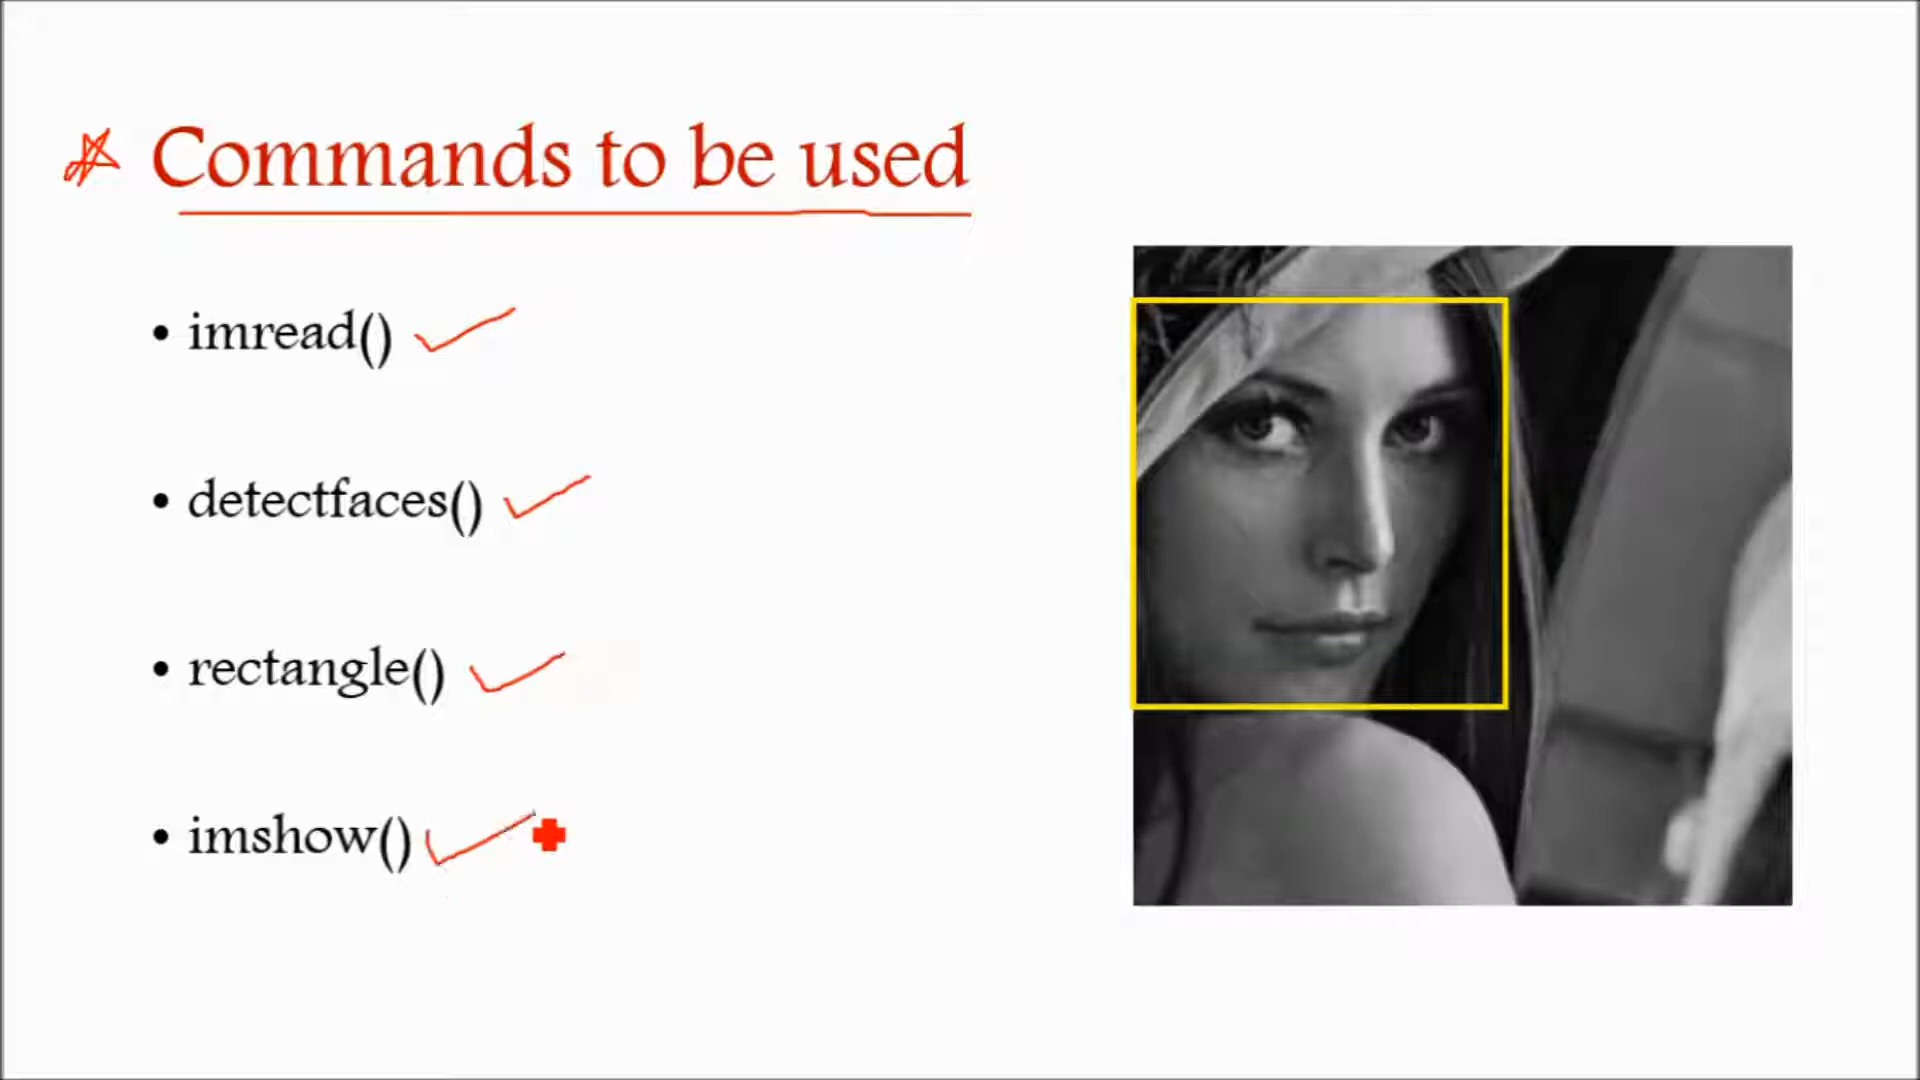 Commands to be used
• imread()
• detectfaces()
• rectangle()
• imshow()